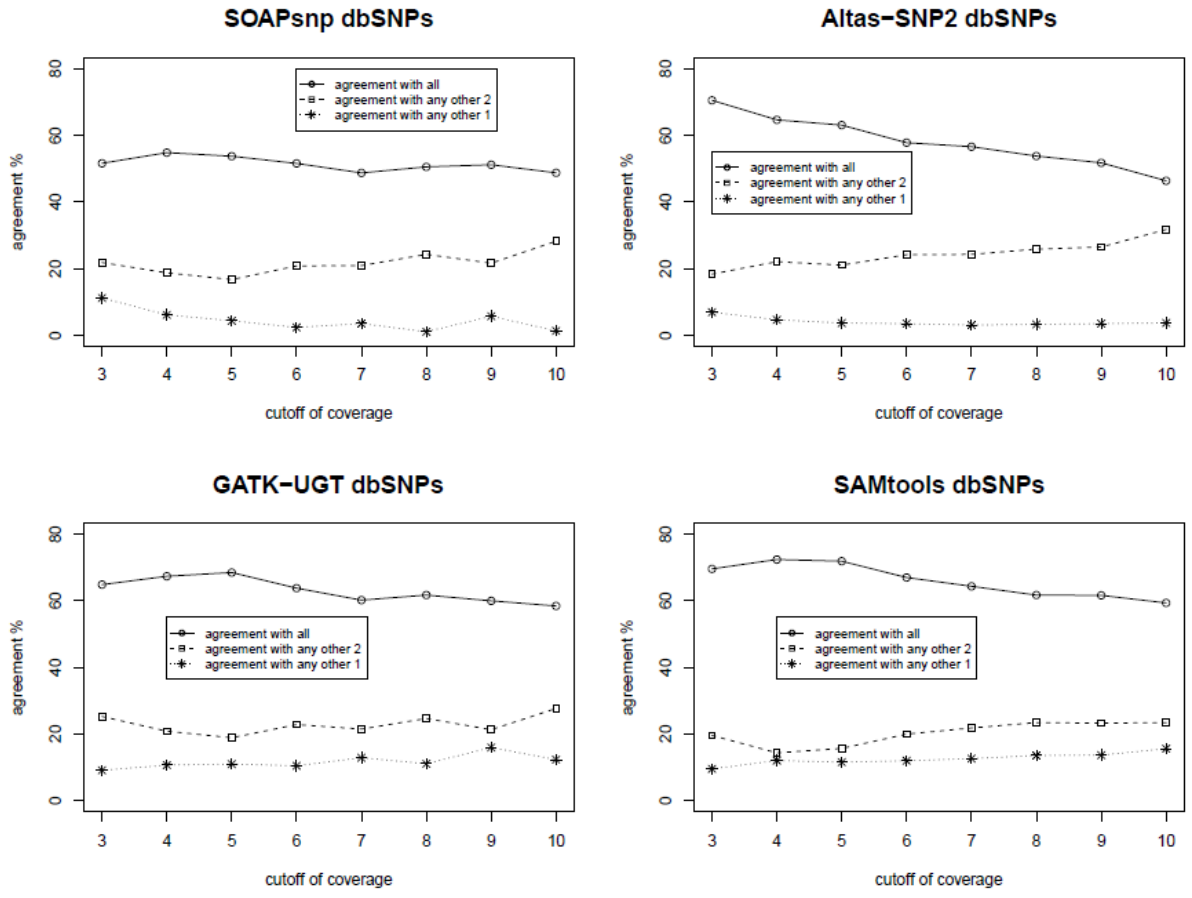 SOAPsnp dbSNPs
agreement %
80
60
40
20
0
agreement with all
agreement with any other 2
agreement with any other 1
3 4 5 6 7 8 9 10
cutoff of coverage
Altas−SNP2 dbSNPs
agreement %
80
60
40
20
0
agreement with all
agreement with any other 2
agreement with any other 1
3 4 5 6 7 8 9 10
cutoff of coverage
GATK−UGT dbSNPs
agreement %
80
60
40
20
0
agreement with all
agreement with any other 2
agreement with any other 1
3 4 5 6 7 8 9 10
cutoff of coverage
SAMtools dbSNPs
agreement %
80
60
40
20
0
agreement with all
agreement with any other 2
agreement with any other 1
3 4 5 6 7 8 9 10
cutoff of coverage